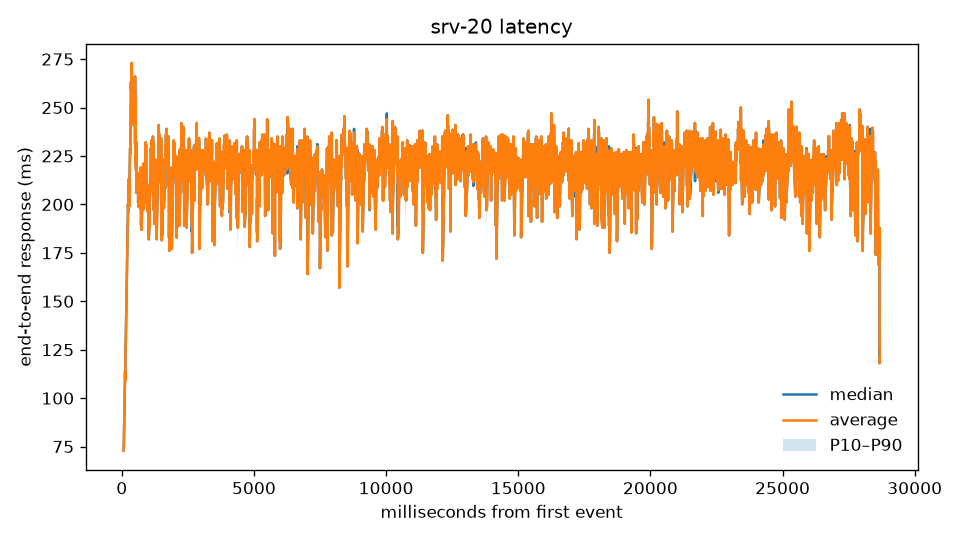 srv-20 latency
end-to-end response (ms)
275
250
225
200
175
150
125
100
75
median
average
P10–P90
0
5000
10000
15000
20000
25000
30000
milliseconds from first event